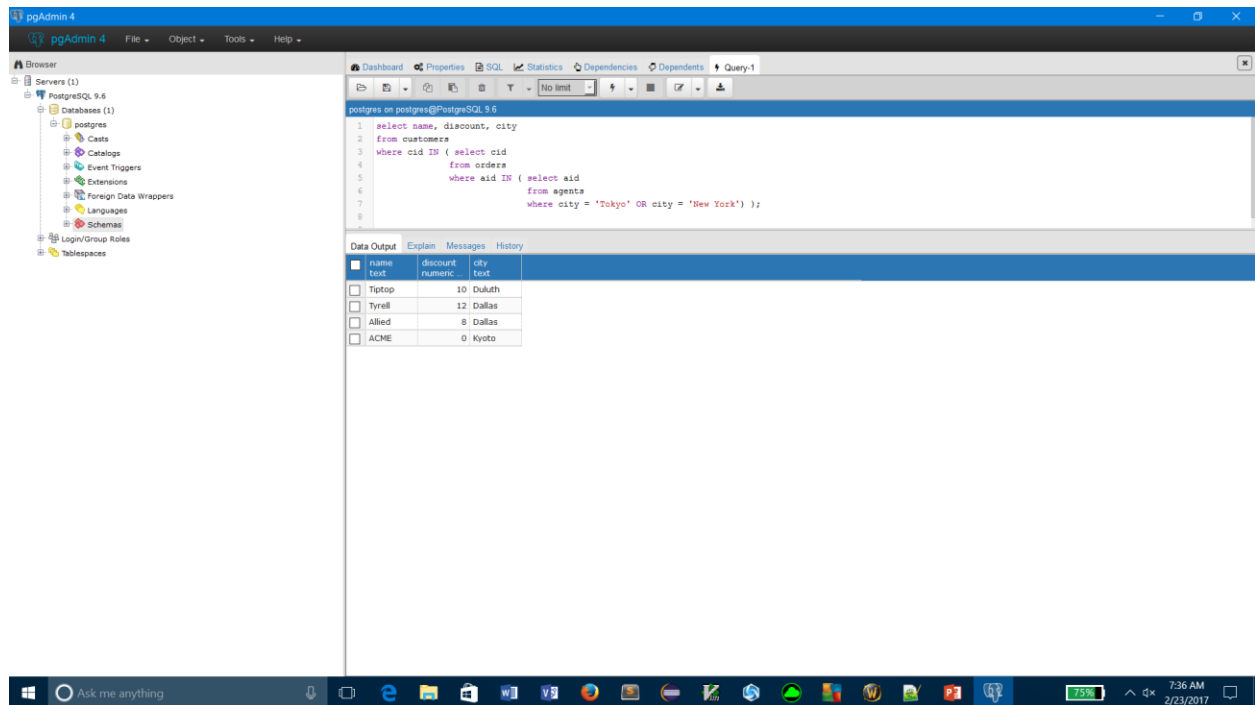 pgAdmin 4
pgAdmin 4 File Object Tools Help
Browser
Servers (1)
PostgreSQL 9.6
Databases (1)
postgres
Casts
Catalogs
Event Triggers
Extensions
Foreign Data Wrappers
Languages
Schemas
Login/Group Roles
Tablespaces
Dashboard Properties SQL Statistics Dependencies Dependents Query-1
No limit
postgres on postgres@PostgreSQL 9.6
1 select name, discount, city
2 from customers
3 where cid IN ( select cid
4 from orders
5 where aid IN ( select aid
6 from agents
7 where city = 'Tokyo' OR city = 'New York') );
8
Data Output Explain Messages History
name discount city
text numeric ... text
Tiptop 10 Duluth
Tyrell 12 Dallas
Allied 8 Dallas
ACME 0 Kyoto
Ask me anything
75%
7:36 AM
2/23/2017